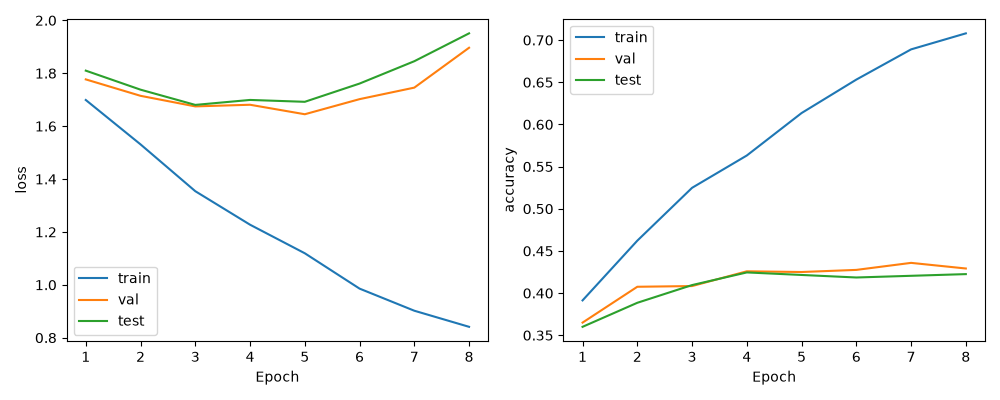 2.0
1.8
1.6
1.4
1.2
1.0
0.8
loss
train
val
test
1 2 3 4 5 6 7 8
Epoch
0.70
0.65
0.60
0.55
0.50
0.45
0.40
0.35
accuracy
train
val
test
1 2 3 4 5 6 7 8
Epoch